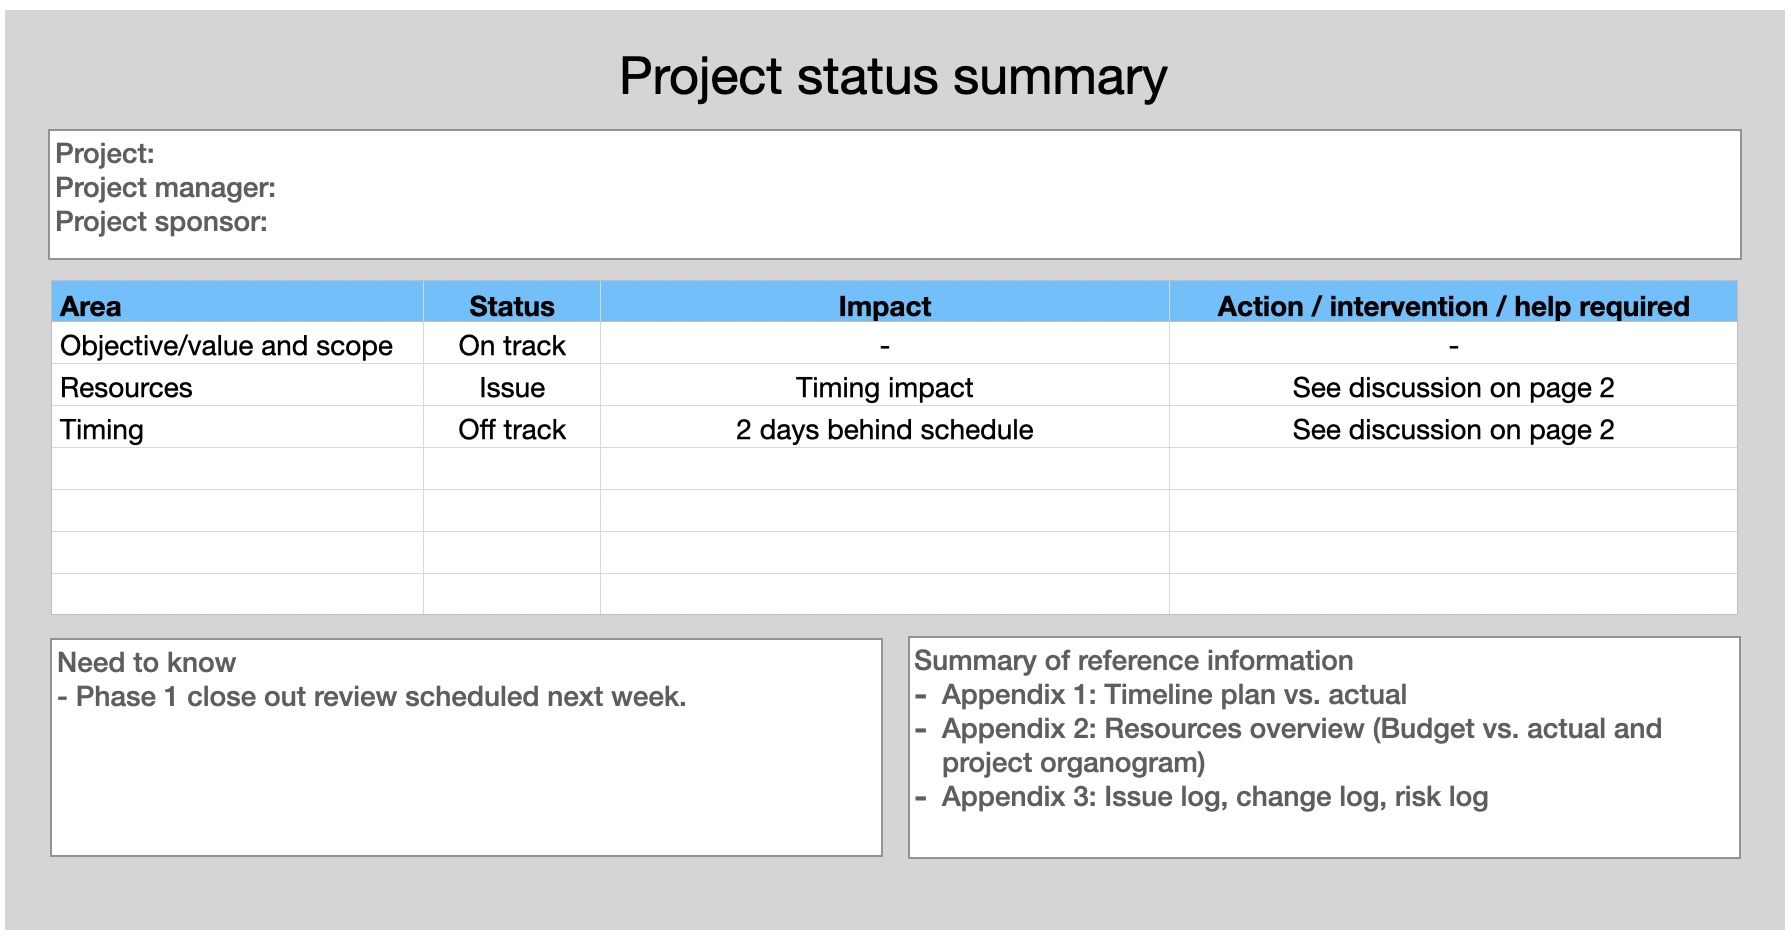 Project status summary
Project:
Project manager:
Project sponsor:
Area Status Impact Action / intervention / help required
Objective/value and scope On track - -
Resources Issue Timing impact See discussion on page 2
Timing Off track 2 days behind schedule See discussion on page 2
Need to know
- Phase 1 close out review scheduled next week.
Summary of reference information
- Appendix 1: Timeline plan vs. actual
- Appendix 2: Resources overview (Budget vs. actual and
project organogram)
- Appendix 3: Issue log, change log, risk log